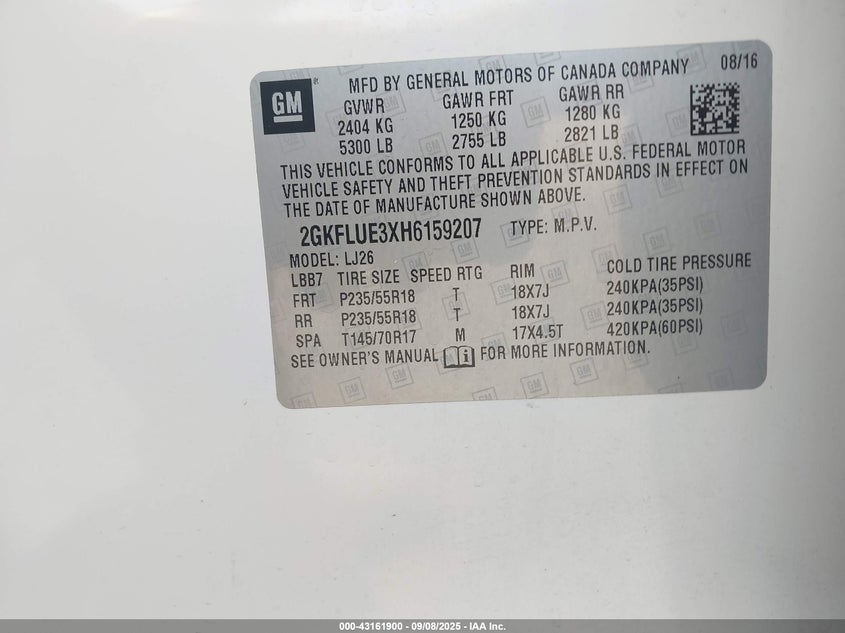 GM
MFD BY GENERAL MOTORS OF CANADA COMPANY 08/16
GVWR GAWR FRT GAWR RR
2404 KG 1250 KG 1280 KG
5300 LB 2755 LB 2821 LB
THIS VEHICLE CONFORMS TO ALL APPLICABLE U.S. FEDERAL MOTOR
VEHICLE SAFETY AND THEFT PREVENTION STANDARDS IN EFFECT ON
THE DATE OF MANUFACTURE SHOWN ABOVE.
2GKFLUE3XH6159207 TYPE: M.P.V.
MODEL: LJ26
LBB7 TIRE SIZE SPEED RTG RIM COLD TIRE PRESSURE
FRT P235/55R18 T 18X7J 240KPA(35PSI)
RR P235/55R18 T 18X7J 240KPA(35PSI)
SPA T145/70R17 M 17X4.5T 420KPA(60PSI)
SEE OWNER'S MANUAL FOR MORE INFORMATION.
000-43161900 - 09/08/2025 - IAA Inc.